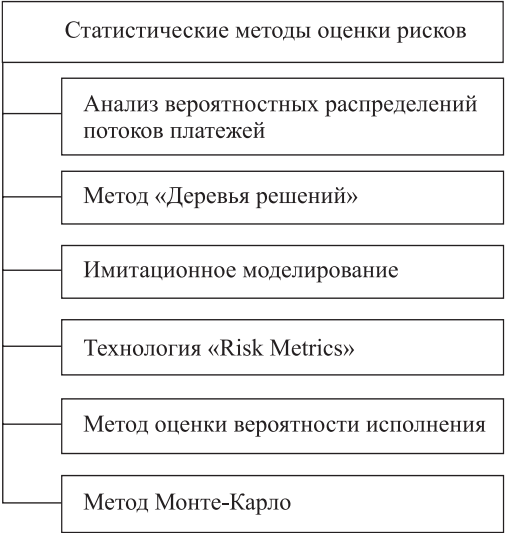 Статистические методы оценки рисков
Анализ вероятностных распределений
потоков платежей
Метод «Деревья решений»
Имитационное моделирование
Технология «Risk Metrics»
Метод оценки вероятности исполнения
Метод Монте-Карло